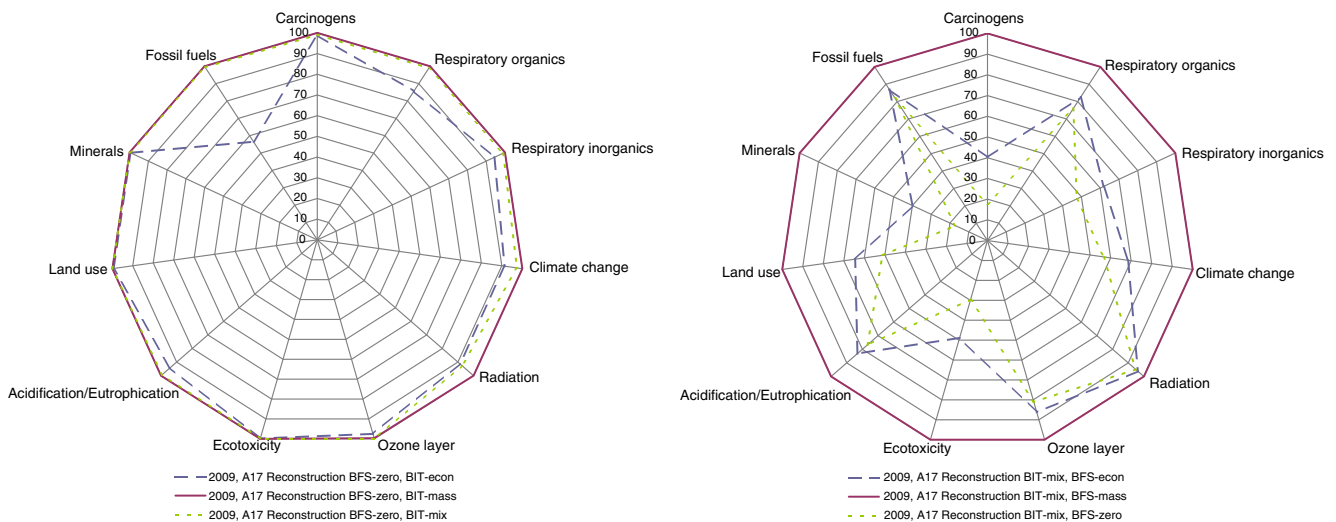 Carcinogens
100
90
80
70
60
50
40
30
20
10
0
Respiratory organics
Respiratory inorganics
Climate change
Radiation
Ozone layer
Ecotoxicity
Acidification/Eutrophication
Land use
Minerals
Fossil fuels
2009, A17 Reconstruction BFS-zero, BIT-econ
2009, A17 Reconstruction BFS-zero, BIT-mass
2009, A17 Reconstruction BFS-zero, BIT-mix
Carcinogens
100
90
80
70
60
50
40
30
20
10
0
Respiratory organics
Respiratory inorganics
Climate change
Radiation
Ozone layer
Ecotoxicity
Acidification/Eutrophication
Land use
Minerals
Fossil fuels
2009, A17 Reconstruction BIT-mix, BFS-econ
2009, A17 Reconstruction BIT-mix, BFS-mass
2009, A17 Reconstruction BIT-mix, BFS-zero